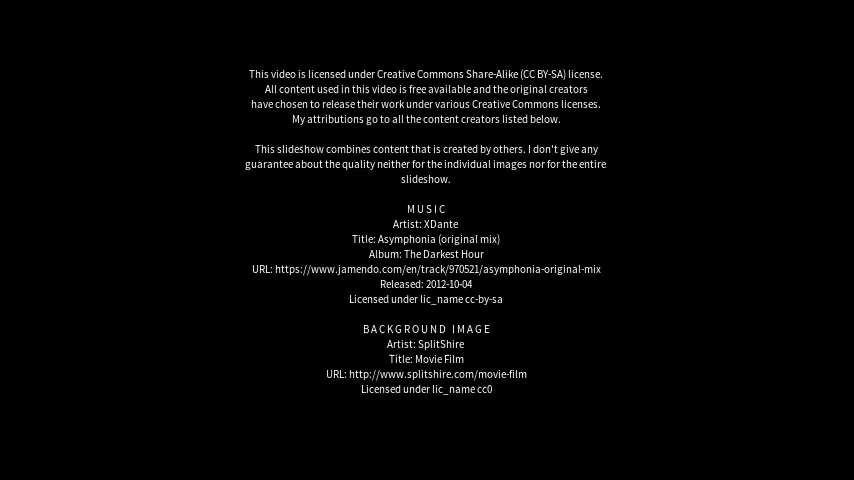 This video is licensed under Creative Commons Share-Alike (CC BY-SA) license.
All content used in this video is free available and the original creators
have chosen to release their work under various Creative Commons licenses.
My attributions go to all the content creators listed below.
This slideshow combines content that is created by others. I don't give any
guarantee about the quality neither for the individual images nor for the entire
slideshow.
MUSIC
Artist: XDante
Title: Asymphonia (original mix)
Album: The Darkest Hour
URL: https://www.jamendo.com/en/track/970521/asymphonia-original-mix
Released: 2012-10-04
Licensed under lic_name cc-by-sa
BACKGROUND IMAGE
Artist: SplitShire
Title: Movie Film
URL: http://www.splitshire.com/movie-film
Licensed under lic_name cc0